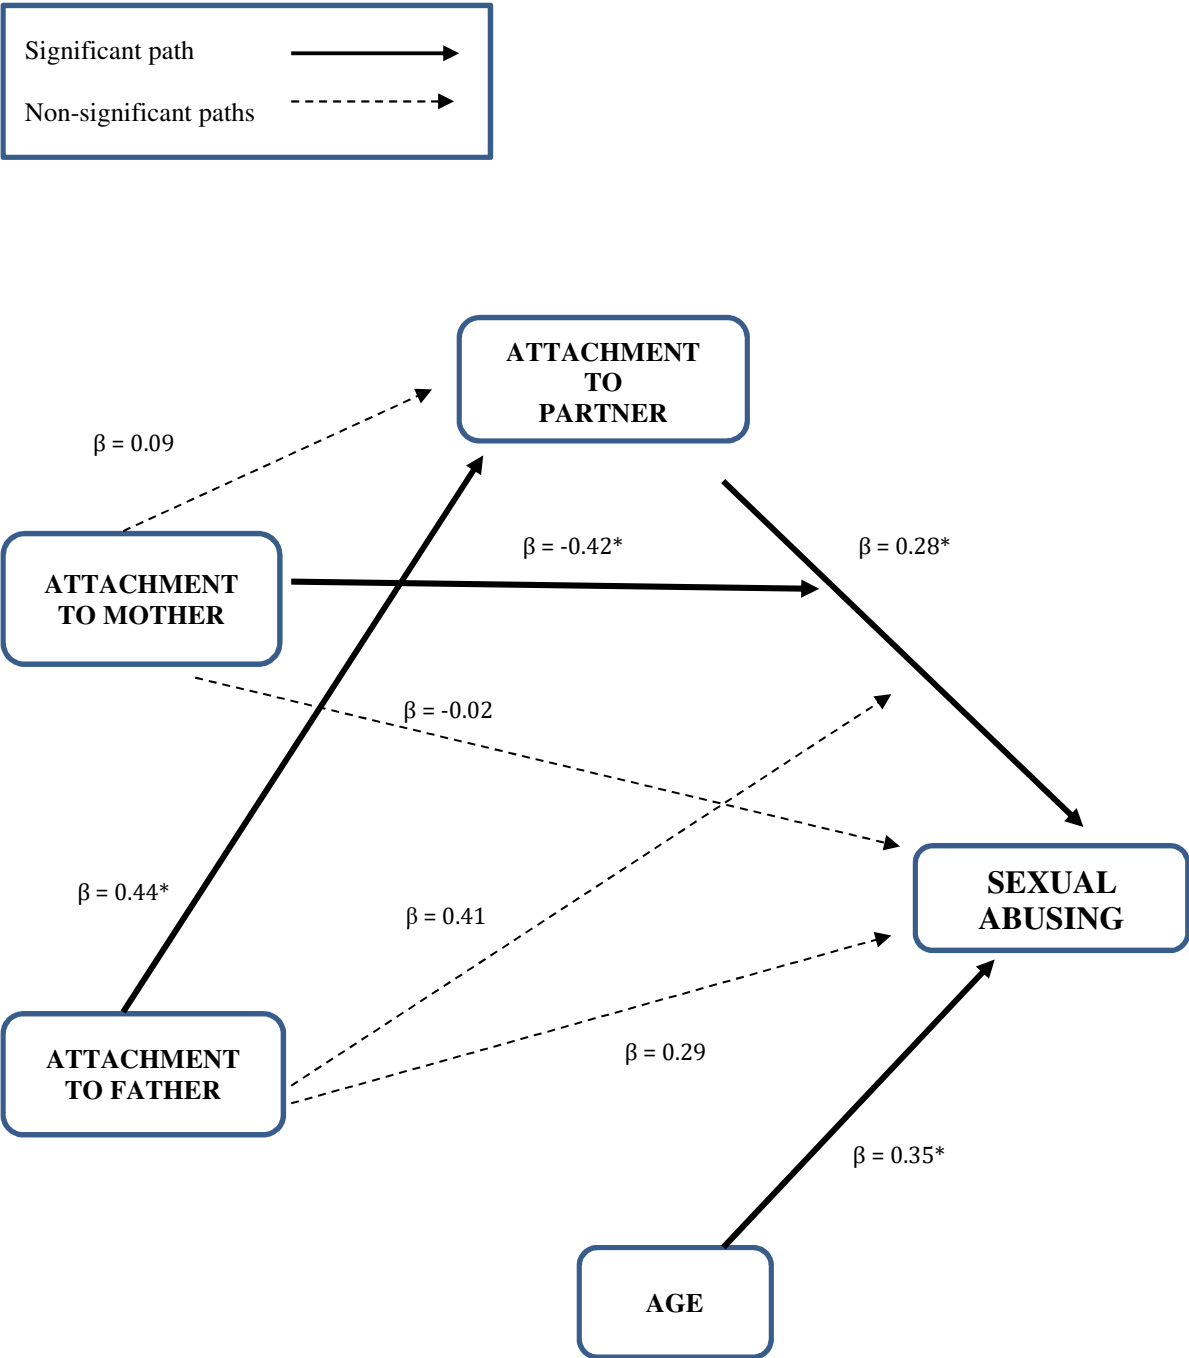 Significant path
Non-significant paths
ATTACHMENT
TO
PARTNER
β = 0.09
β = -0.42*
β = 0.28*
ATTACHMENT
TO MOTHER
β = -0.02
β = 0.44*
β = 0.41
SEXUAL
ABUSING
ATTACHMENT
TO FATHER
β = 0.29
β = 0.35*
AGE